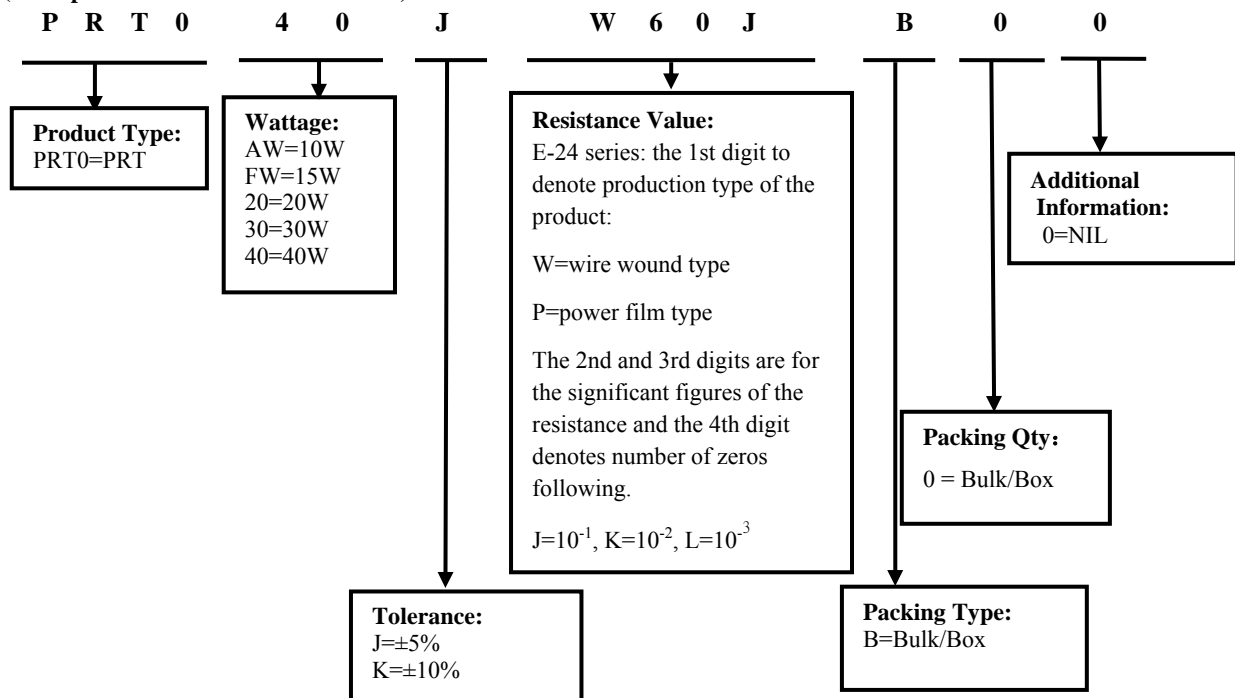 P R T 0 4 0 J W 6 0 J B 0 0
Product Type:
PRT0=PRT
Wattage:
AW=10W
FW=15W
20=20W
30=30W
40=40W
Resistance Value:
E-24 series: the 1st digit to
denote production type of the
product:
W=wire wound type
P=power film type
The 2nd and 3rd digits are for
the significant figures of the
resistance and the 4th digit
denotes number of zeros
following.
J=10⁻¹, K=10⁻², L=10⁻³
Additional
Information:
0=NIL
Packing Qty:
0 = Bulk/Box
Tolerance:
J=±5%
K=±10%
Packing Type:
B=Bulk/Box